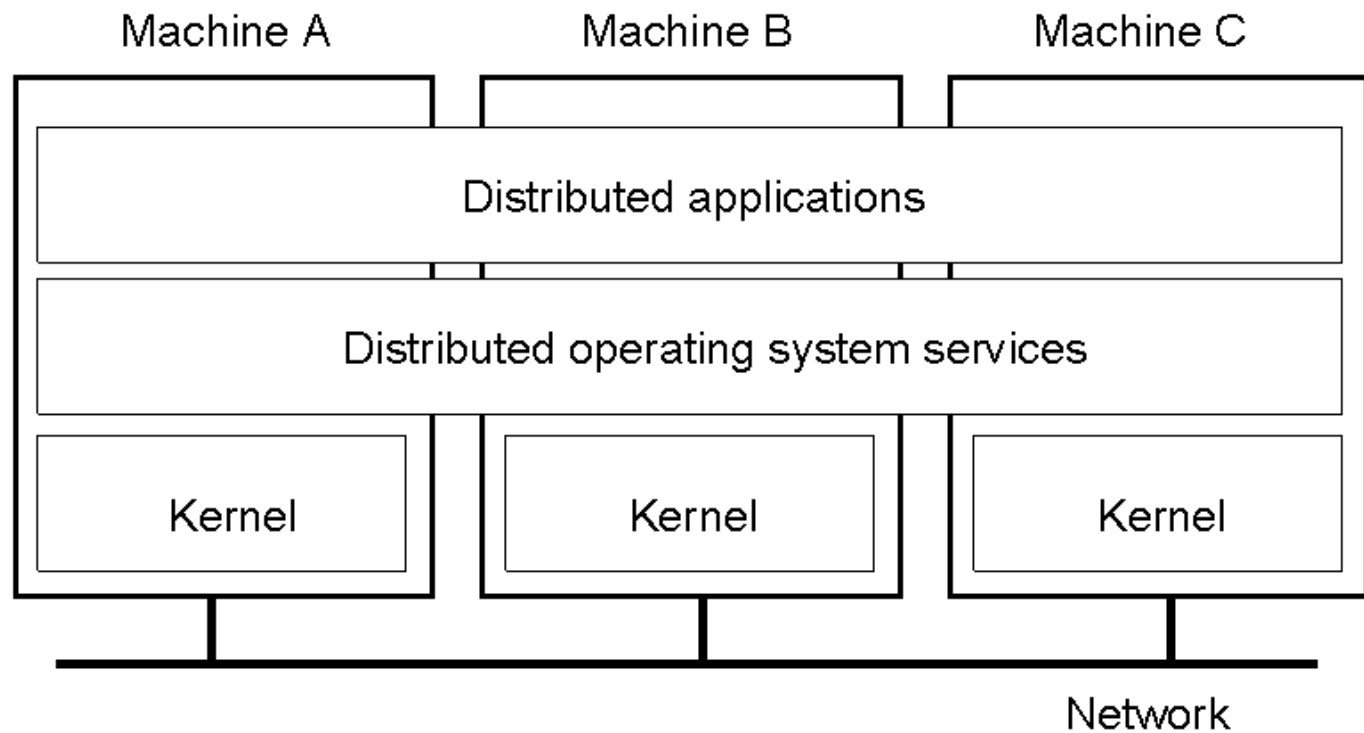 Machine A
Machine B
Machine C
Distributed applications
Distributed operating system services
Kernel
Kernel
Kernel
Network